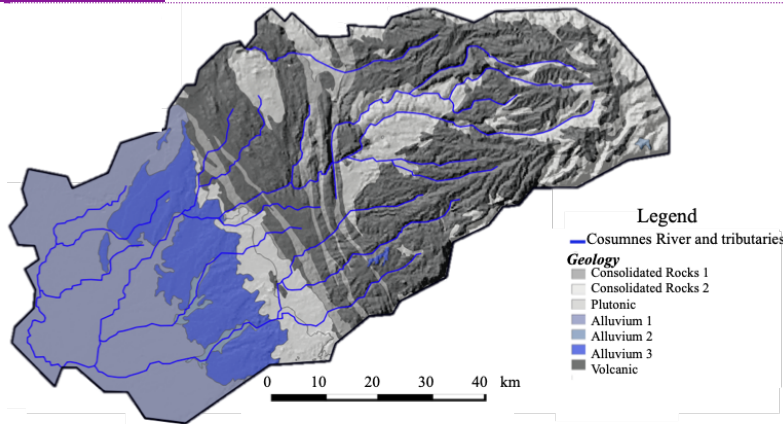 Legend
Cosumnes River and tributaries
Geology
Consolidated Rocks 1
Consolidated Rocks 2
Plutonic
Alluvium 1
Alluvium 2
Alluvium 3
Volcanic
0 10 20 30 40 km